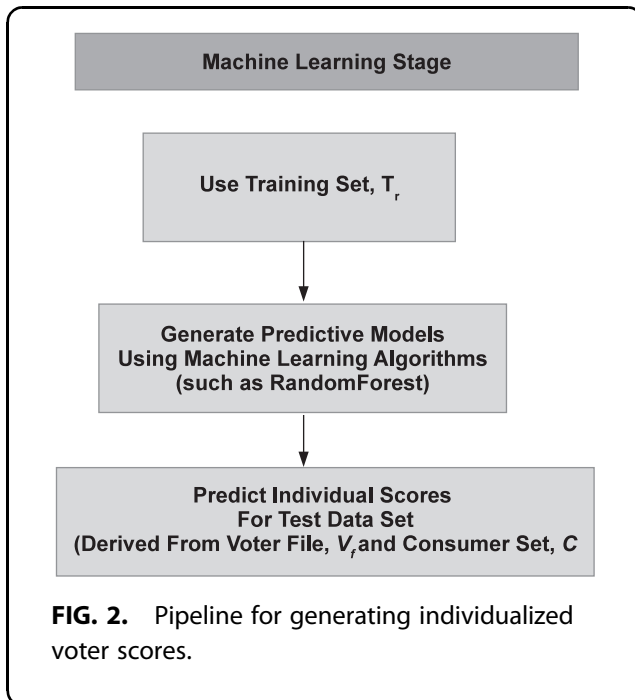 Machine Learning Stage
Use Training Set, Tr
Generate Predictive Models
Using Machine Learning Algorithms
(such as RandomForest)
Predict Individual Scores
For Test Data Set
(Derived From Voter File, Vf and Consumer Set, C
FIG. 2. Pipeline for generating individualized
voter scores.